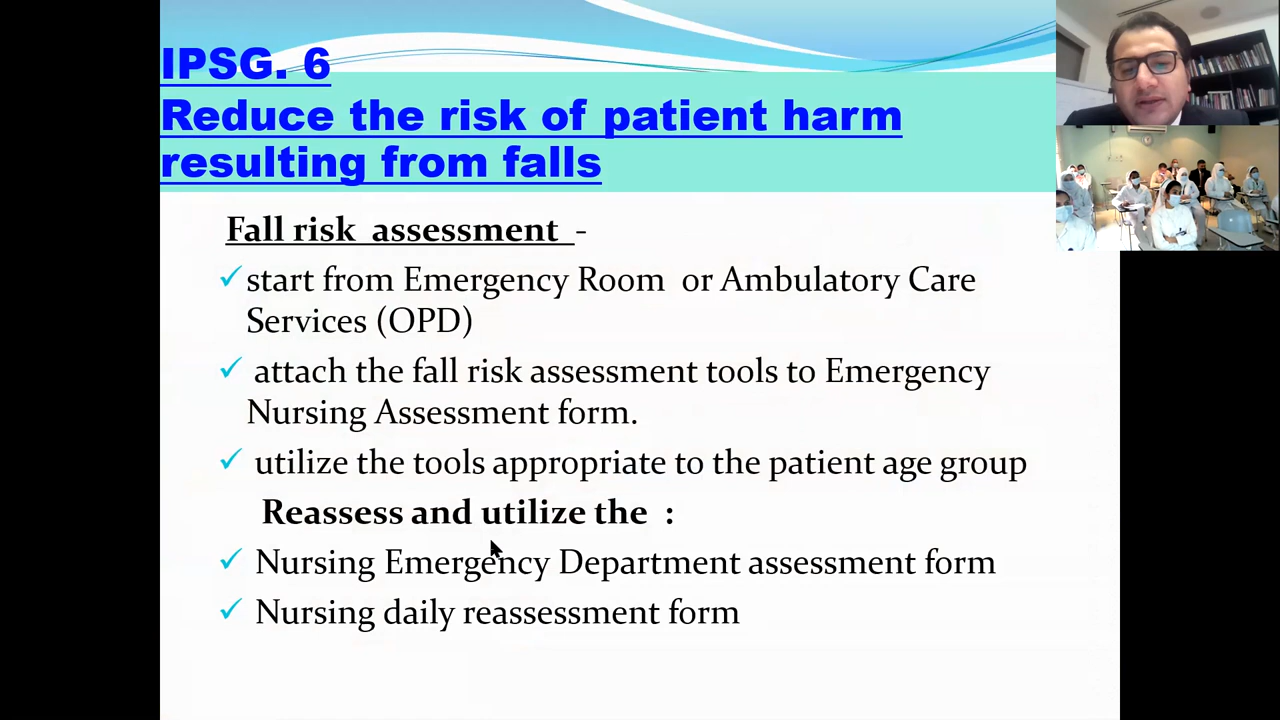 IPSG. 6
Reduce the risk of patient harm
resulting from falls
Fall risk assessment -
✓start from Emergency Room or Ambulatory Care
Services (OPD)
✓ attach the fall risk assessment tools to Emergency
Nursing Assessment form.
✓ utilize the tools appropriate to the patient age group
Reassess and utilize the :
✓ Nursing Emergency Department assessment form
✓ Nursing daily reassessment form